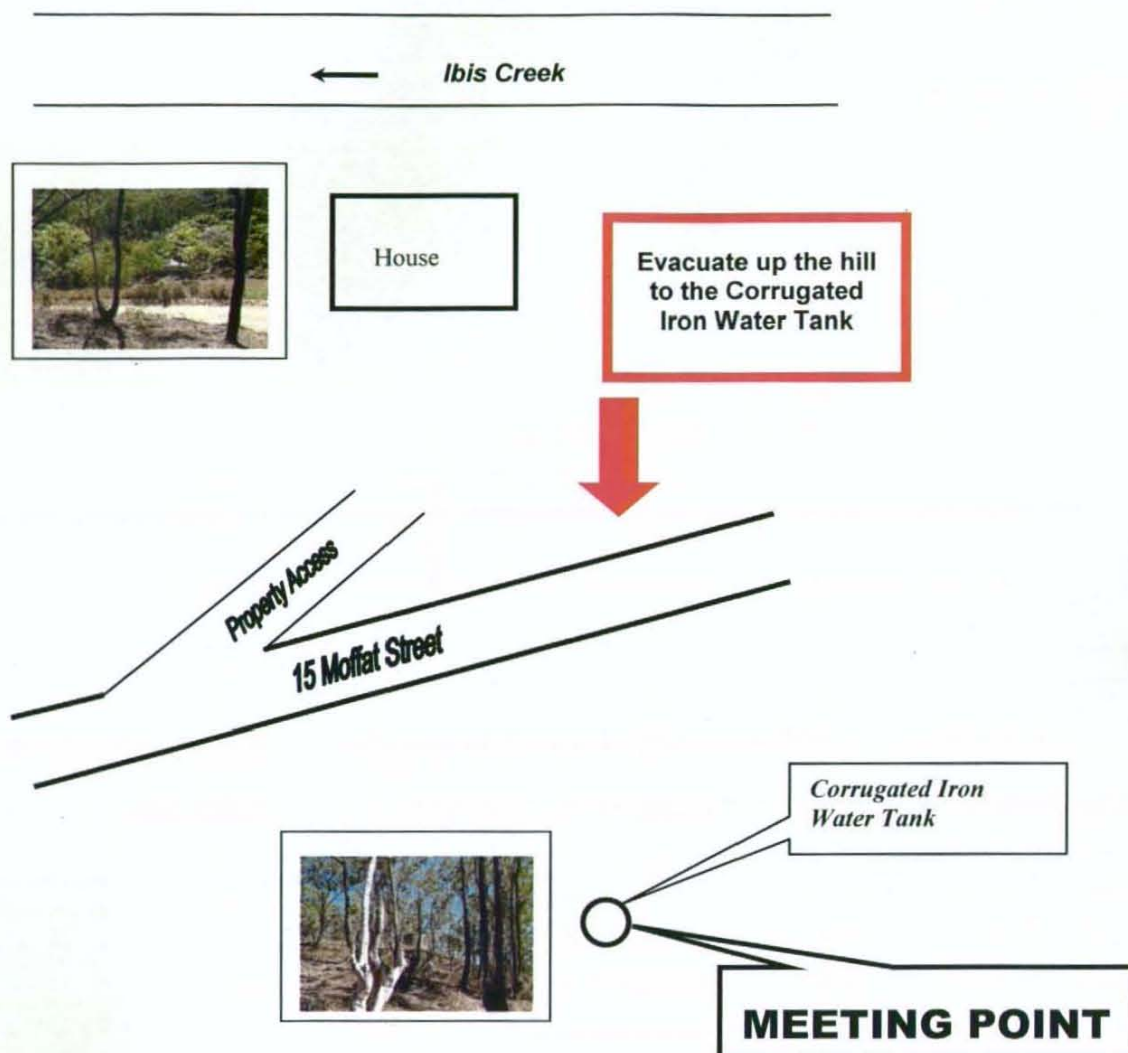 Ibis Creek
House
Evacuate up the hill
to the Corrugated
Iron Water Tank
Property Access
15 Moffat Street
Corrugated Iron
Water Tank
MEETING POINT